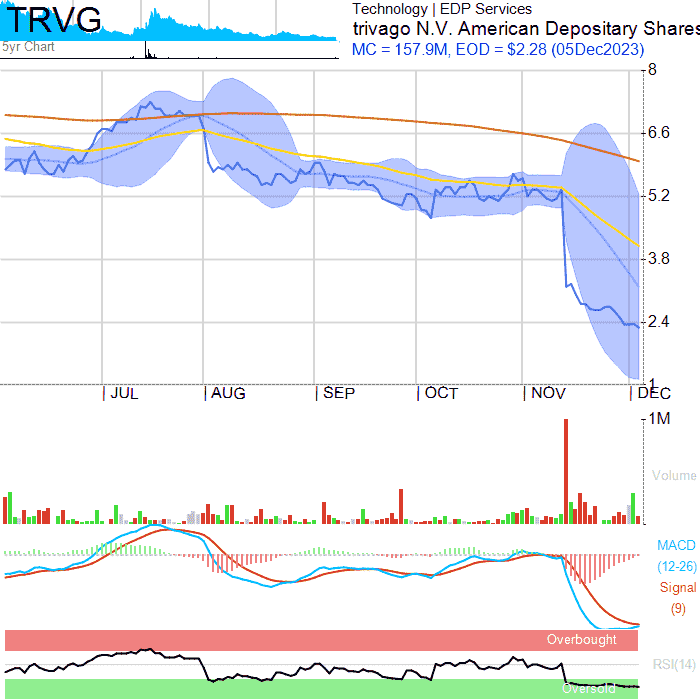 TRVG
5yr Chart
Technology | EDP Services
trivago N.V. American Depositary Shares
MC = 157.9M, EOD = $2.28 (05Dec2023)
8
6.6
5.2
3.8
2.4
1
JUL AUG SEP OCT NOV DEC
1M
Volume
MACD
(12-26)
Signal
(9)
Overbought
RSI(14)
Oversold